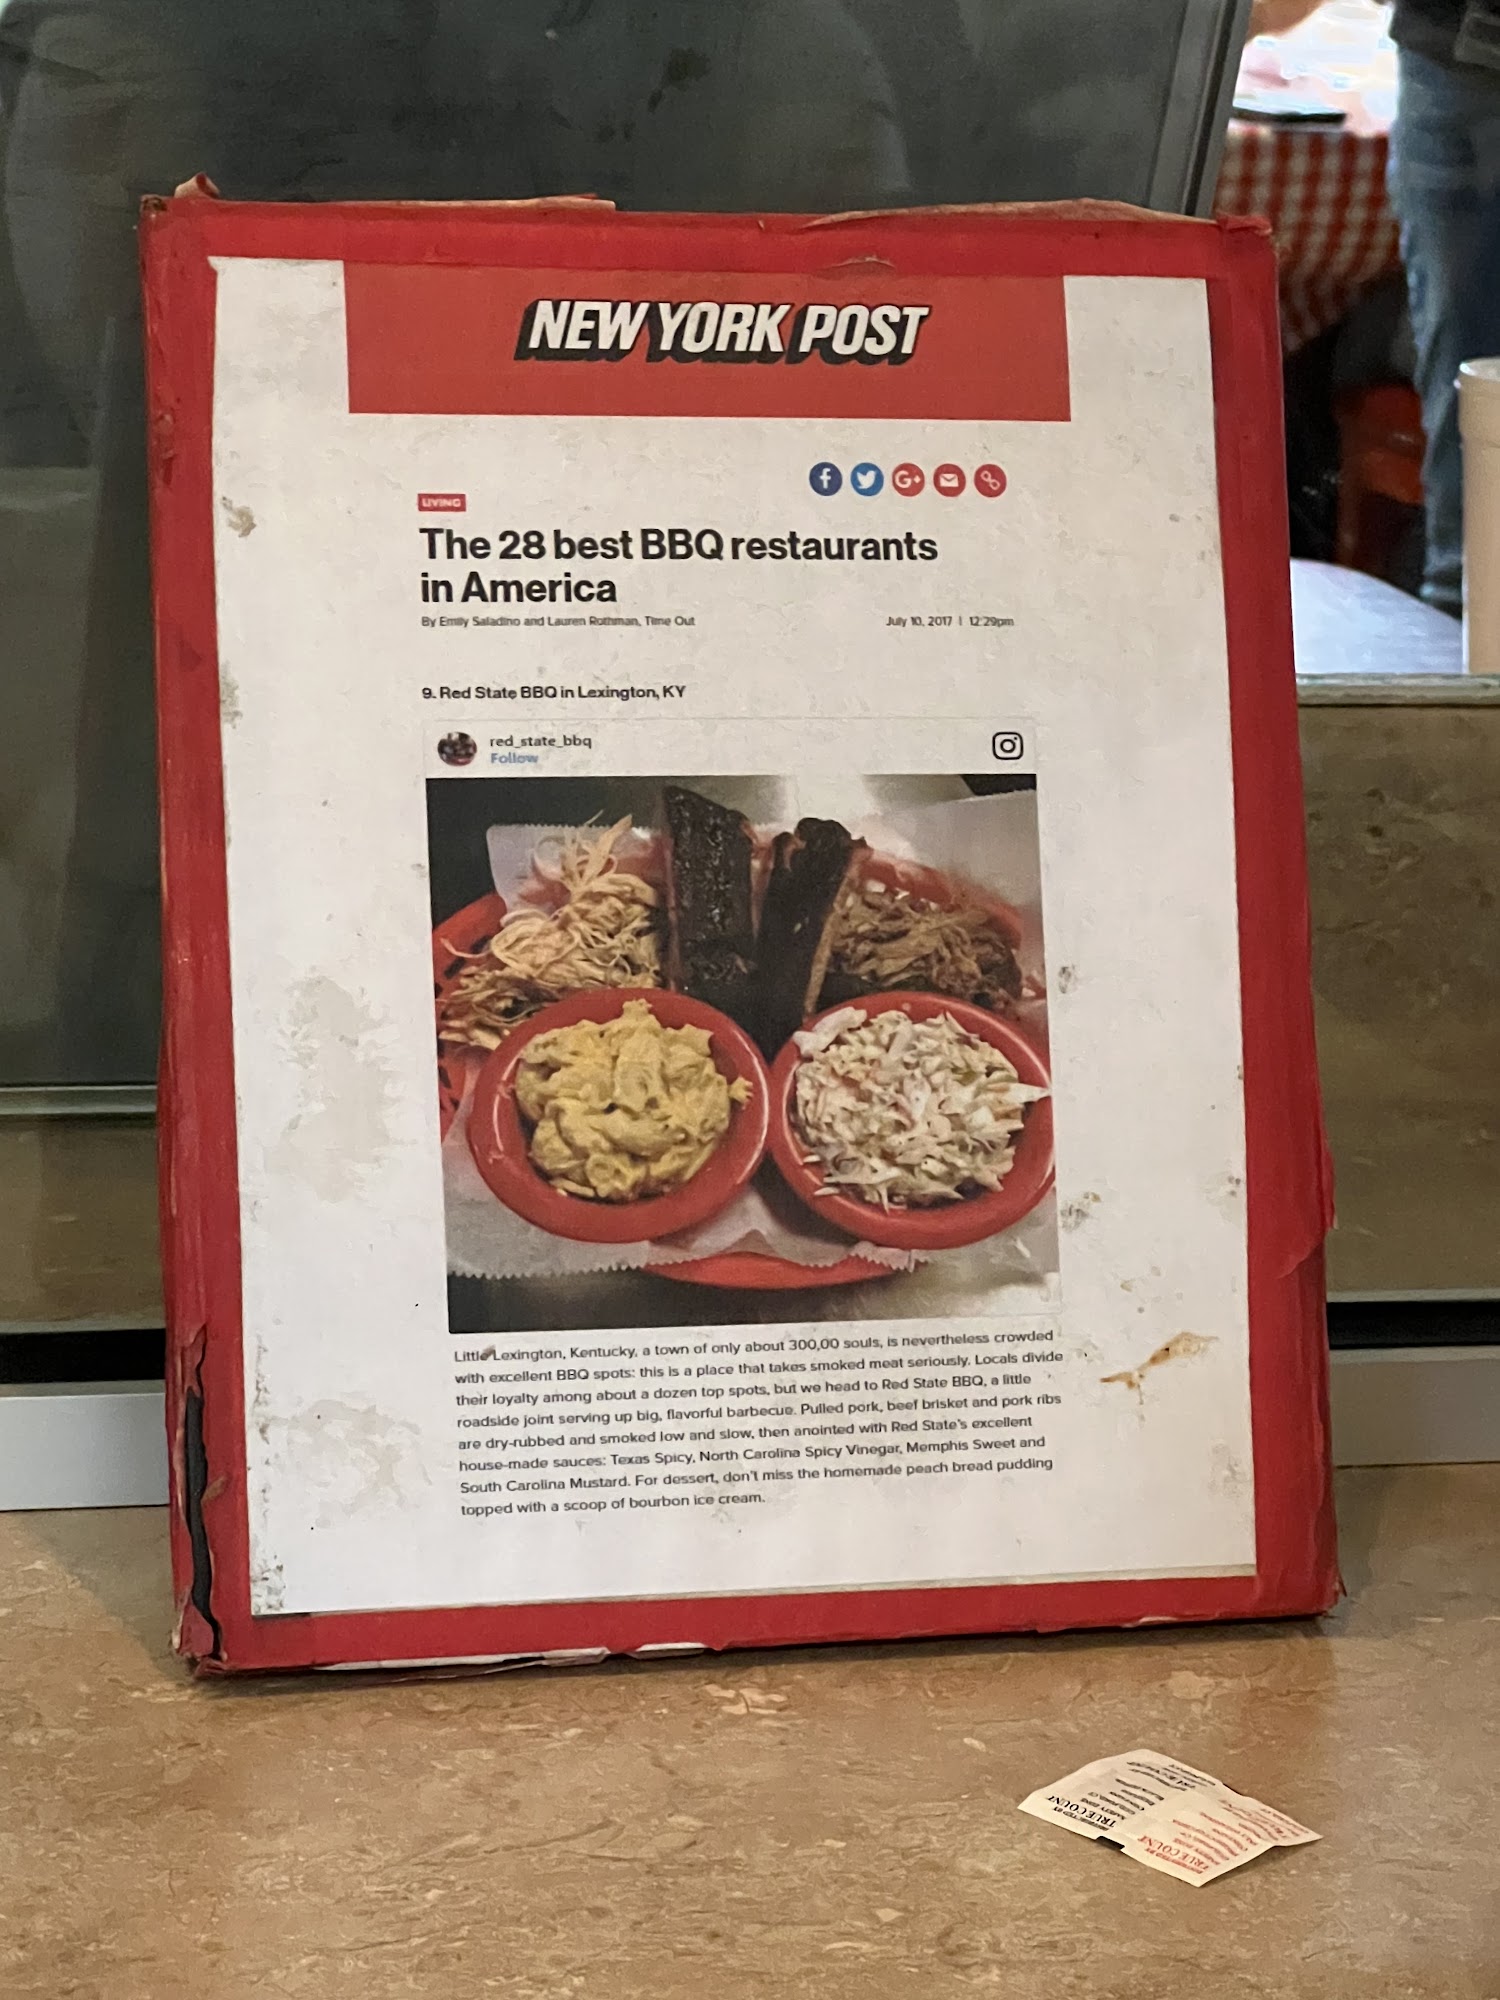 NEW YORK POST
LIVING
The 28 best BBQ restaurants
in America
By Emily Saladino and Lauren Rothman, Time Out
July 10, 2017 | 12:29pm
9. Red State BBQ in Lexington, KY
red_state_bbq
Follow
Little Lexington, Kentucky, a town of only about 300,00 souls, is nevertheless crowded
with excellent BBQ spots: this is a place that takes smoked meat seriously. Locals divide
their loyalty among about a dozen top spots, but we head to Red State BBQ, a little
roadside joint serving up big, flavorful barbecue. Pulled pork, beef brisket and pork ribs
are dry-rubbed and smoked low and slow, then anointed with Red State's excellent
house-made sauces: Texas Spicy, North Carolina Spicy Vinegar, Memphis Sweet and
South Carolina Mustard. For dessert, don't miss the homemade peach bread pudding
topped with a scoop of bourbon ice cream.
TRUE COUNT
TRUE COUNT